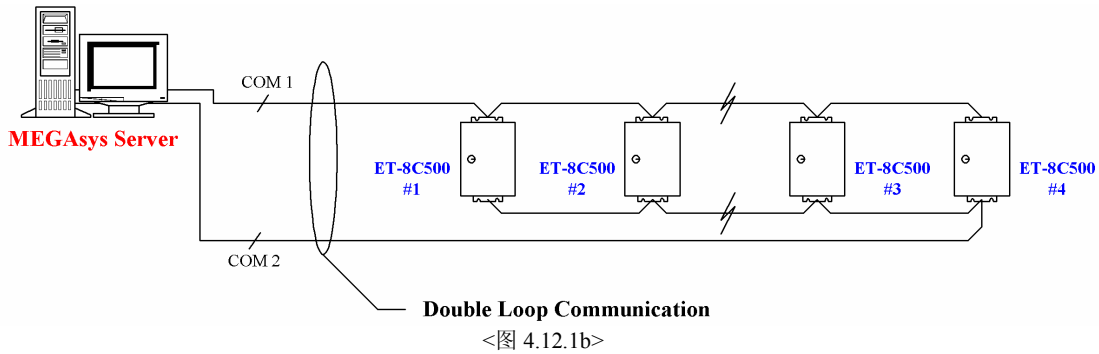 COM 1
MEGAsys Server
ET-8C500
#1
ET-8C500
#2
ET-8C500
#3
ET-8C500
#4
COM 2
Double Loop Communication
<图 4.12.1b>